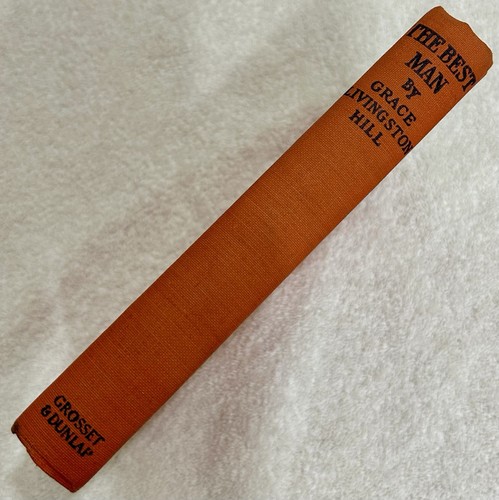 THE BEST
MAN
By
GRACE
LIVINGSTON
HILL
GROSSET
& DUNLAP